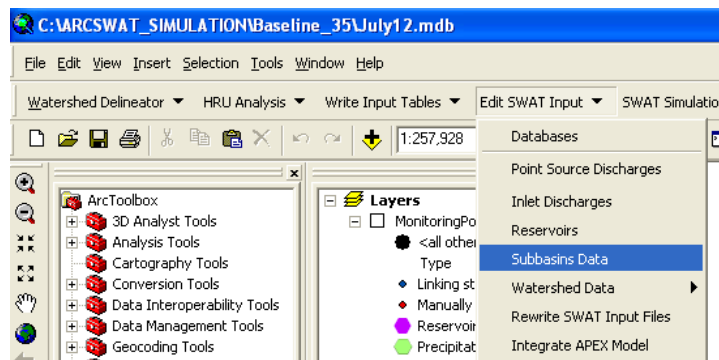 C:\ARCSWAT_SIMULATION\Baseline_35\July12.mdb
File Edit View Insert Selection Tools Window Help
Watershed Delineator HRU Analysis Write Input Tables Edit SWAT Input SWAT Simulatio
1:257,928
Databases
Point Source Discharges
Inlet Discharges
Reservoirs
Subbasins Data
Watershed Data
Rewrite SWAT Input Files
Integrate APEX Model
ArcToolbox
3D Analyst Tools
Analysis Tools
Cartography Tools
Conversion Tools
Data Interoperability Tools
Data Management Tools
Geocoding Tools
Layers
MonitoringPo
<all other
Type
Linking st
Manually
Reservoir
Precipitat